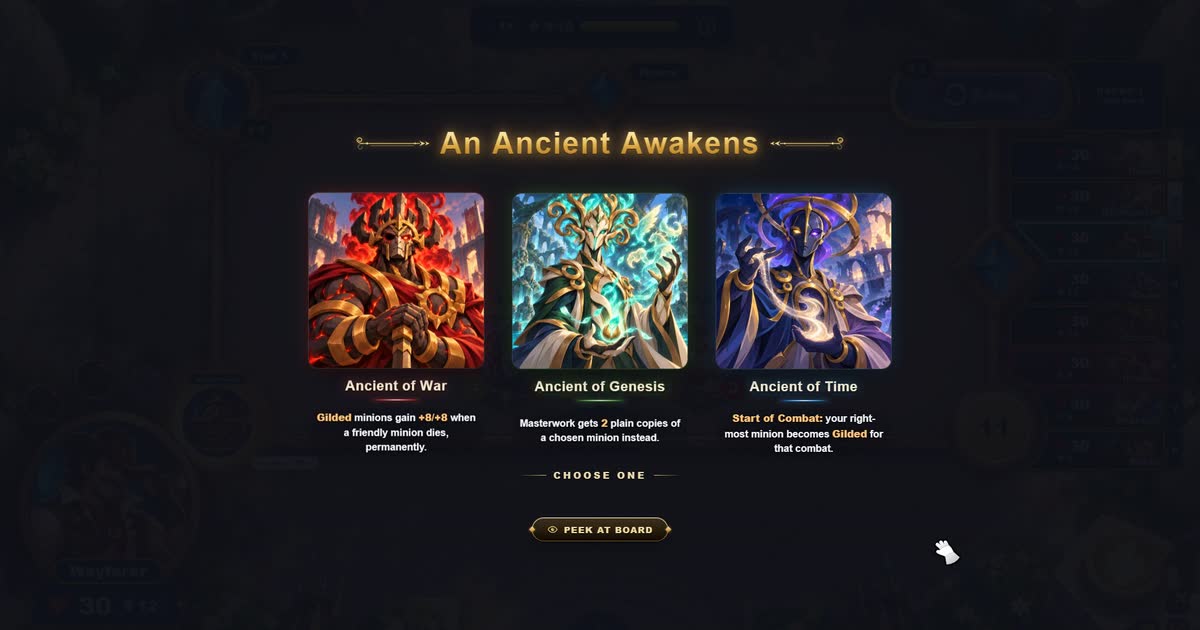 An Ancient Awakens
Ancient of War
Gilded minions gain +8/+8 when
a friendly minion dies,
permanently.
Ancient of Genesis
Masterwork gets 2 plain copies of
a chosen minion instead.
Ancient of Time
Start of Combat: your right-
most minion becomes Gilded for
that combat.
CHOOSE ONE
PEEK AT BOARD
Wayfarer
30